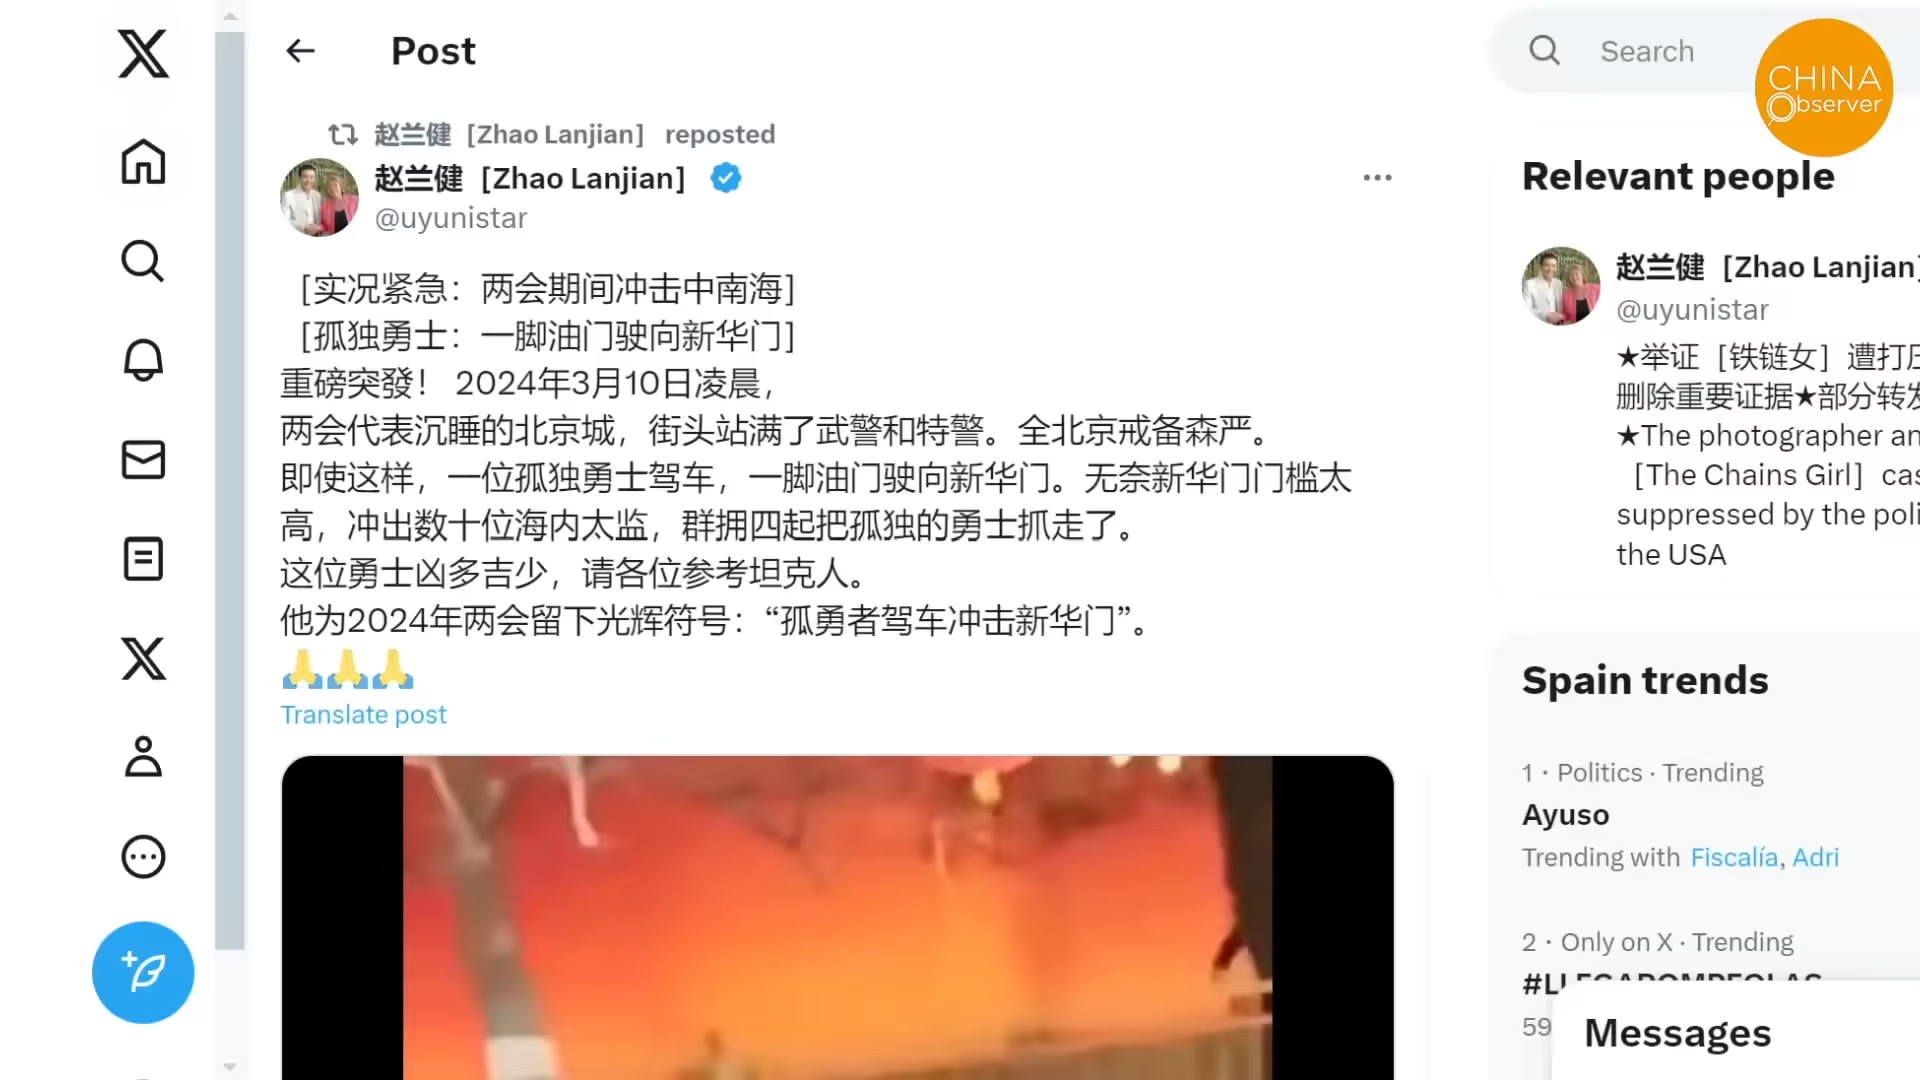 Post
Search
CHINA
Observer
赵兰健 [Zhao Lanjian] reposted
赵兰健 [Zhao Lanjian]
@uyunistar
[实况紧急：两会期间冲击中南海]
[孤独勇士：一脚油门驶向新华门]
重磅突發！ 2024年3月10日凌晨，
两会代表沉睡的北京城，街头站满了武警和特警。全北京戒备森严。
即使这样，一位孤独勇士驾车，一脚油门驶向新华门。无奈新华门门槛太
高，冲出数十位海内太监，群拥四起把孤独的勇士抓走了。
这位勇士凶多吉少，请各位参考坦克人。
他为2024年两会留下光辉符号：“孤勇者驾车冲击新华门”。
Translate post
Relevant people
赵兰健 [Zhao Lanjian]
@uyunistar
★举证 [铁链女] 遭打
删除重要证据★部分转发
★The photographer an
[The Chains Girl] cas
suppressed by the poli
the USA
Spain trends
1 · Politics · Trending
Ayuso
Trending with Fiscalía, Adri
2 · Only on X · Trending
59
Messages